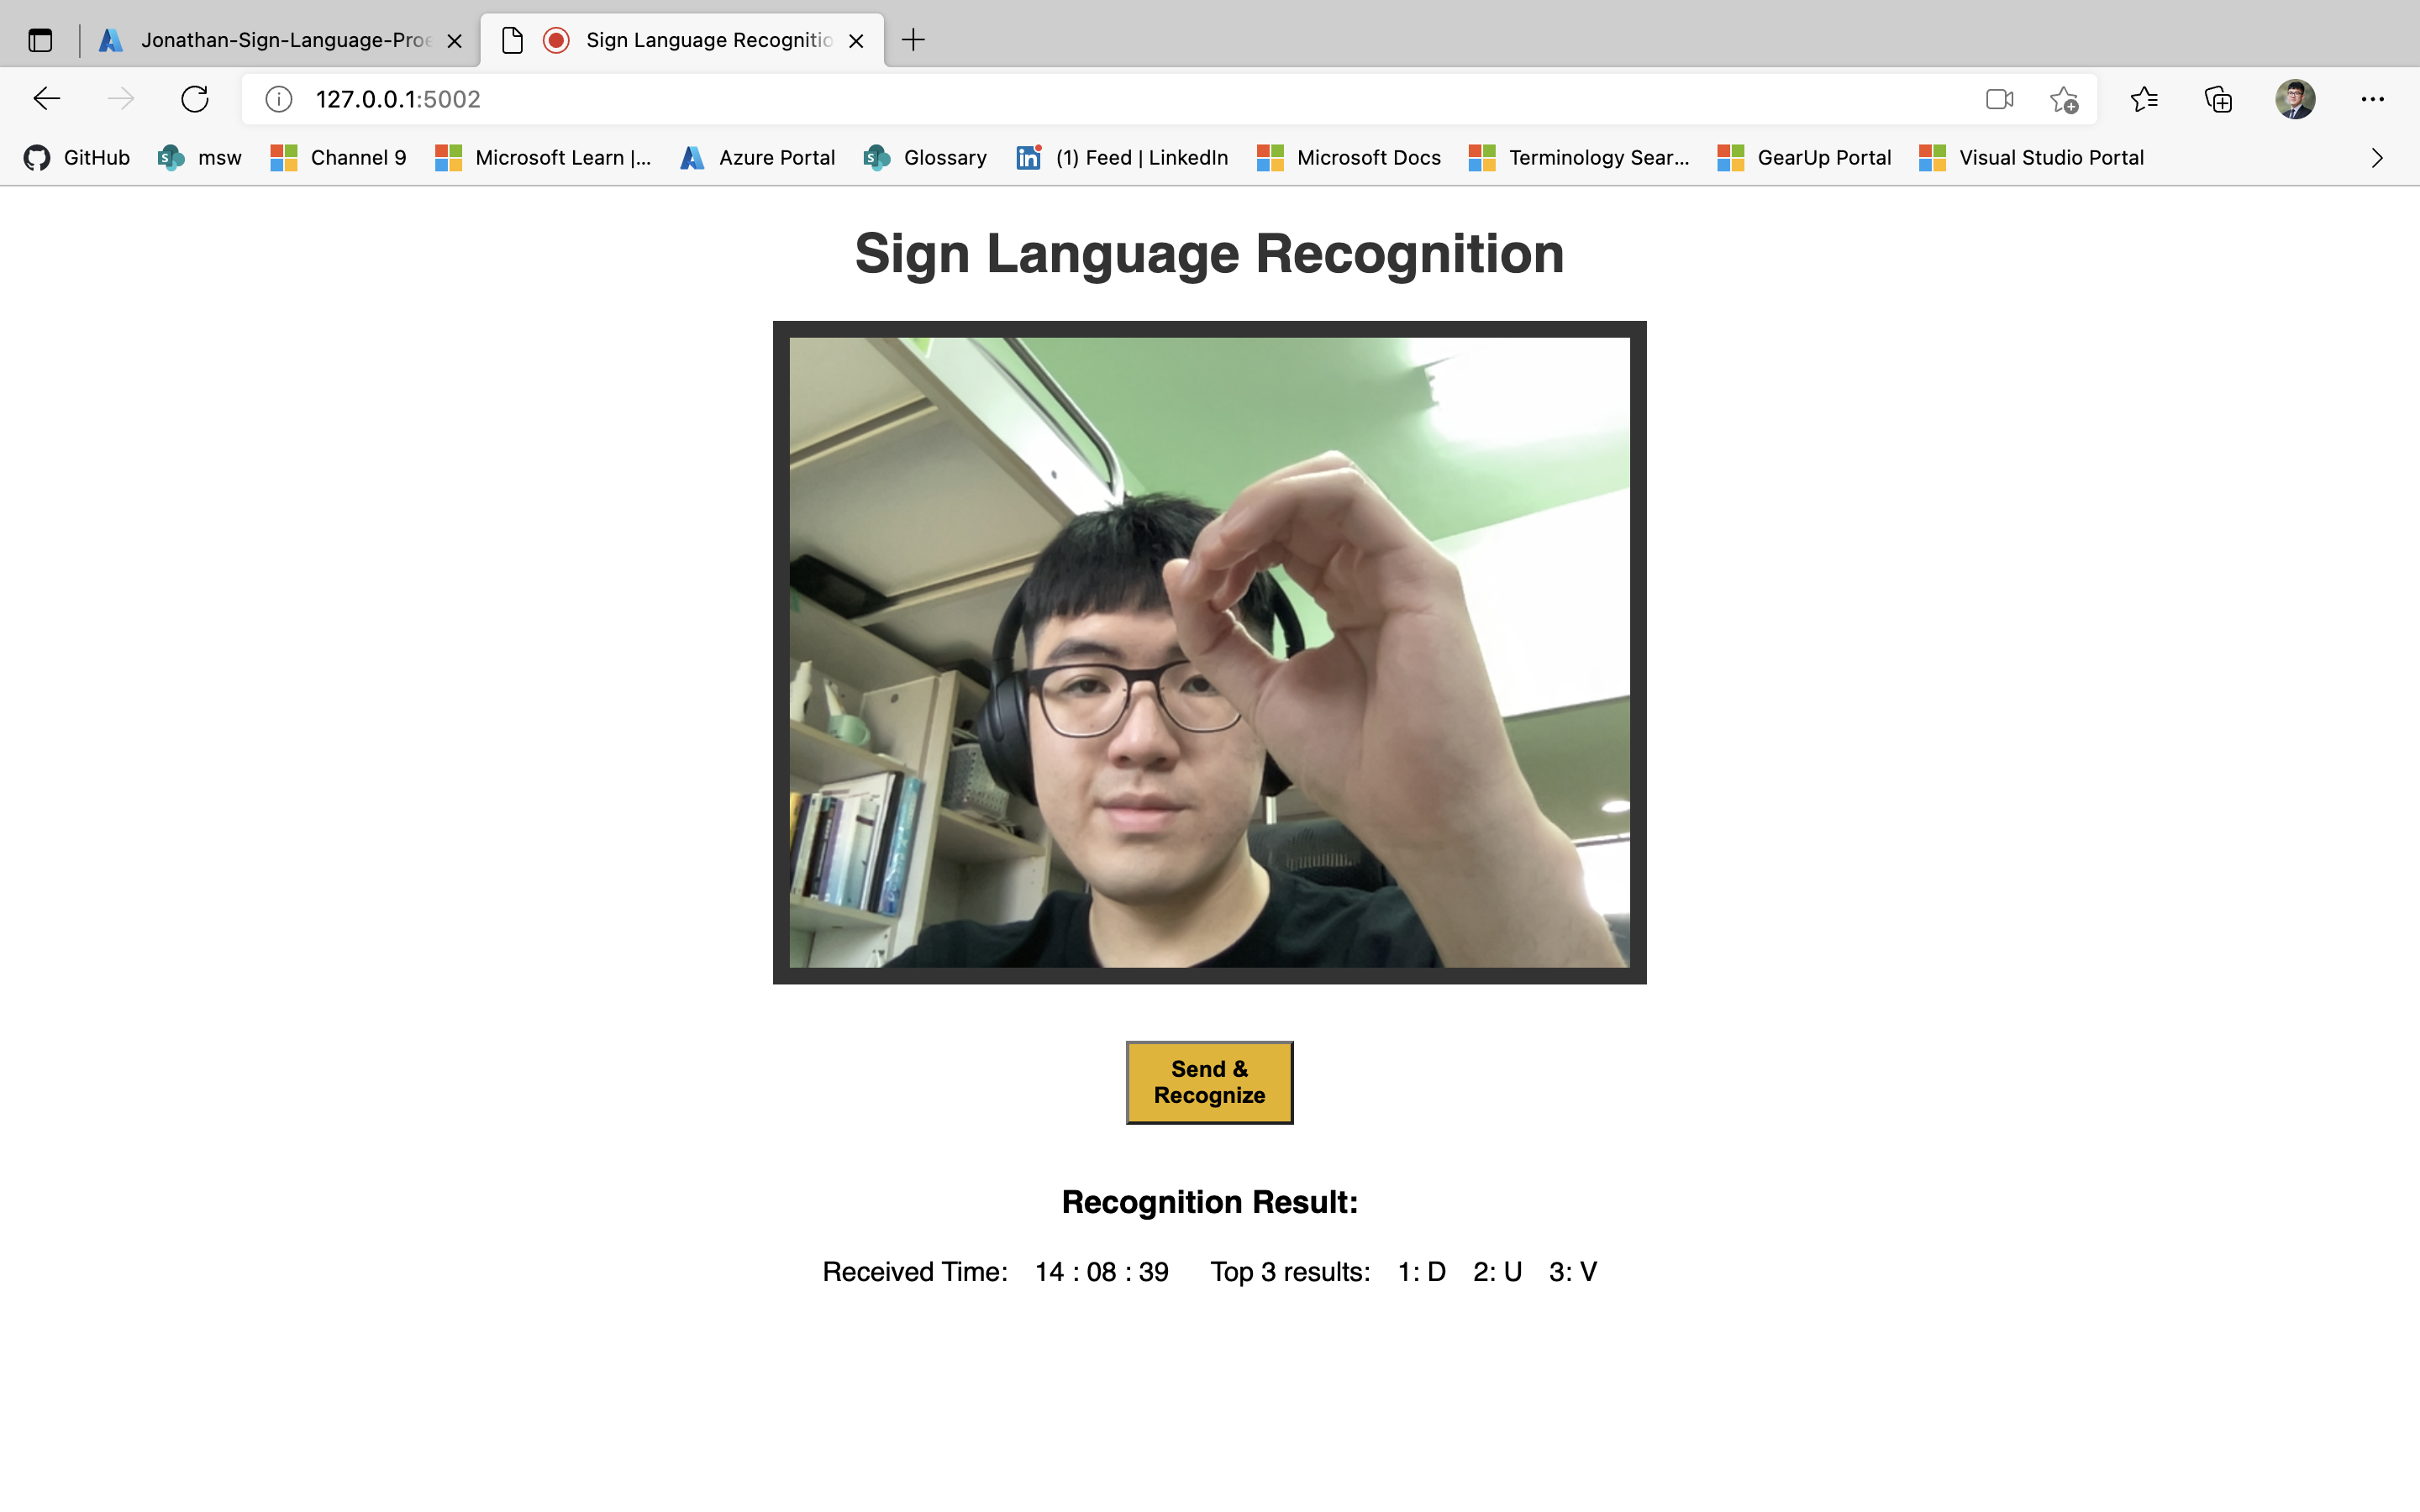 Jonathan-Sign-Language-Proe
Sign Language Recognitio
127.0.0.1:5002
GitHub msw Channel 9 Microsoft Learn |... Azure Portal Glossary (1) Feed | LinkedIn Microsoft Docs Terminology Sear... GearUp Portal Visual Studio Portal
Sign Language Recognition
Send &
Recognize
Recognition Result:
Received Time: 14 : 08 : 39 Top 3 results: 1: D 2: U 3: V